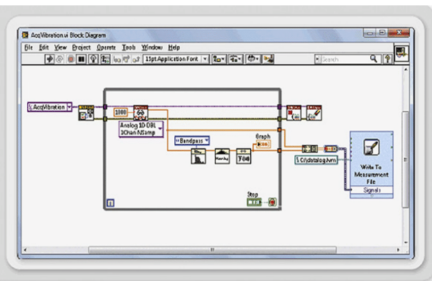 AcqVibration.vi Block Diagram
File Edit View Project Operate Tools Window Help
13pt Application Font
Search
AcqVibration
1000
Analog 1D DBL
1Chan NSamp
Bandpass
Graph
Stop
Write To
Measurement
File
Signals